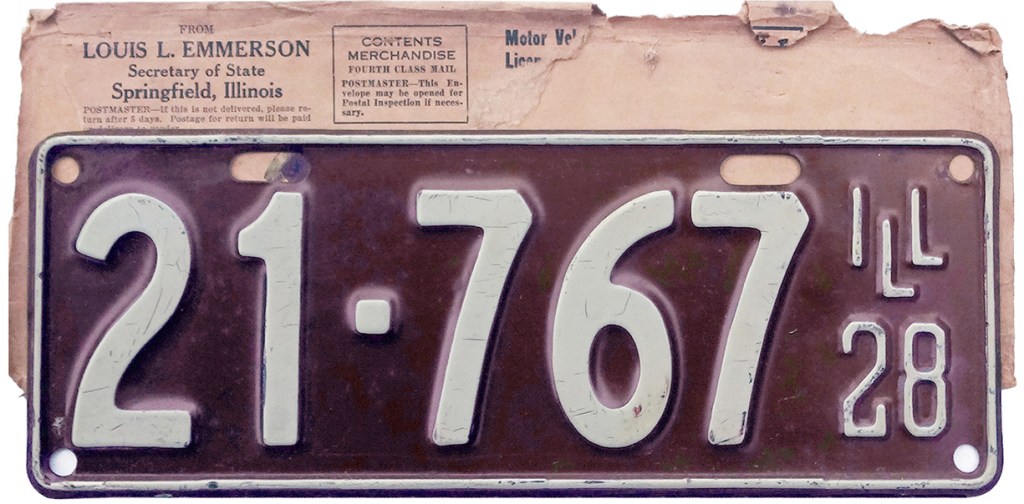 FROM
LOUIS L. EMMERSON
Secretary of State
Springfield, Illinois
POSTMASTER—If this is not delivered, please re-
turn after 5 days. Postage for return will be paid
CONTENTS
MERCHANDISE
FOURTH CLASS MAIL
POSTMASTER—This En-
velope may be opened for
Postal Inspection if neces-
sary.
Motor
21·767
ILL
28